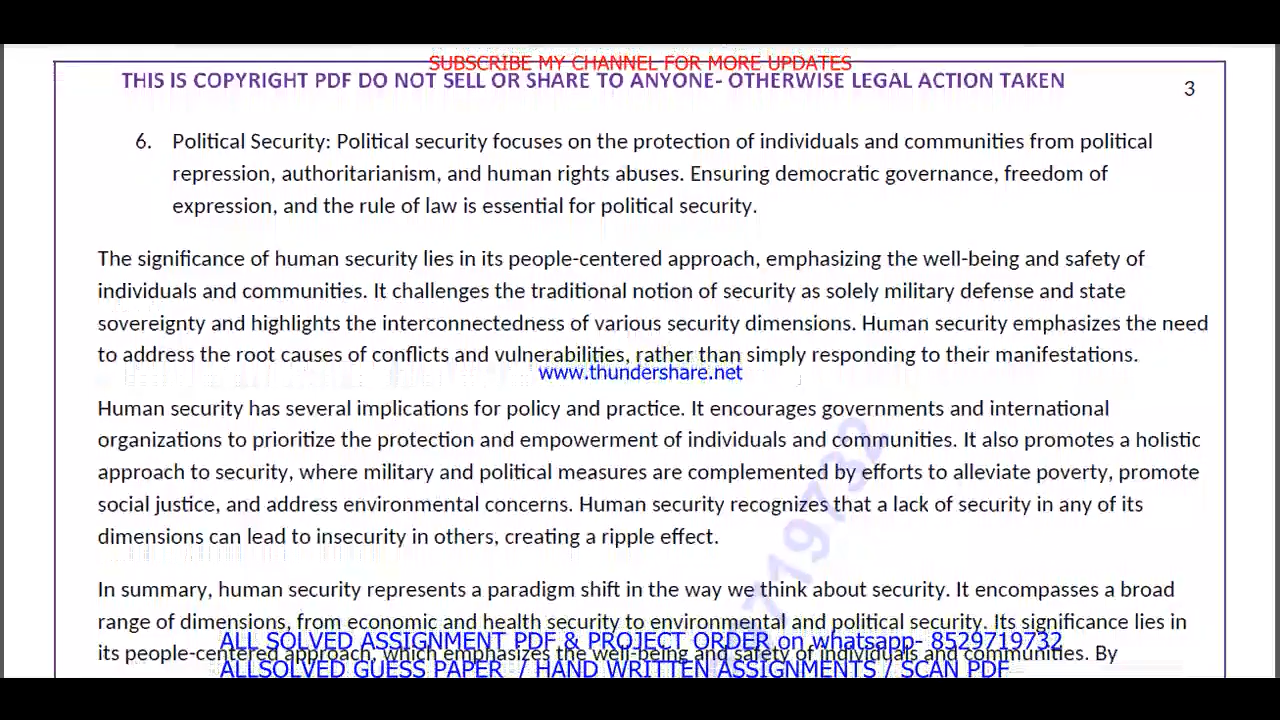 SUBSCRIBE MY CHANNEL FOR MORE UPDATES
THIS IS COPYRIGHT PDF DO NOT SELL OR SHARE TO ANYONE- OTHERWISE LEGAL ACTION TAKEN
3
6. Political Security: Political security focuses on the protection of individuals and communities from political
repression, authoritarianism, and human rights abuses. Ensuring democratic governance, freedom of
expression, and the rule of law is essential for political security.
The significance of human security lies in its people-centered approach, emphasizing the well-being and safety of
individuals and communities. It challenges the traditional notion of security as solely military defense and state
sovereignty and highlights the interconnectedness of various security dimensions. Human security emphasizes the need
to address the root causes of conflicts and vulnerabilities, rather than simply responding to their manifestations.
www.thundershare.net
Human security has several implications for policy and practice. It encourages governments and international
organizations to prioritize the protection and empowerment of individuals and communities. It also promotes a holistic
approach to security, where military and political measures are complemented by efforts to alleviate poverty, promote
social justice, and address environmental concerns. Human security recognizes that a lack of security in any of its
dimensions can lead to insecurity in others, creating a ripple effect.
719732
In summary, human security represents a paradigm shift in the way we think about security. It encompasses a broad
range of dimensions, from economic and health security to environmental and political security. Its significance lies in
ALL SOLVED ASSIGNMENT PDF & PROJECT ORDER on whatsapp- 8529719732
its people-centered approach, which emphasizes the well-being and safety of individuals and communities. By
ALLSOLVED GUESS PAPER / HAND WRITTEN ASSIGNMENTS / SCAN PDF